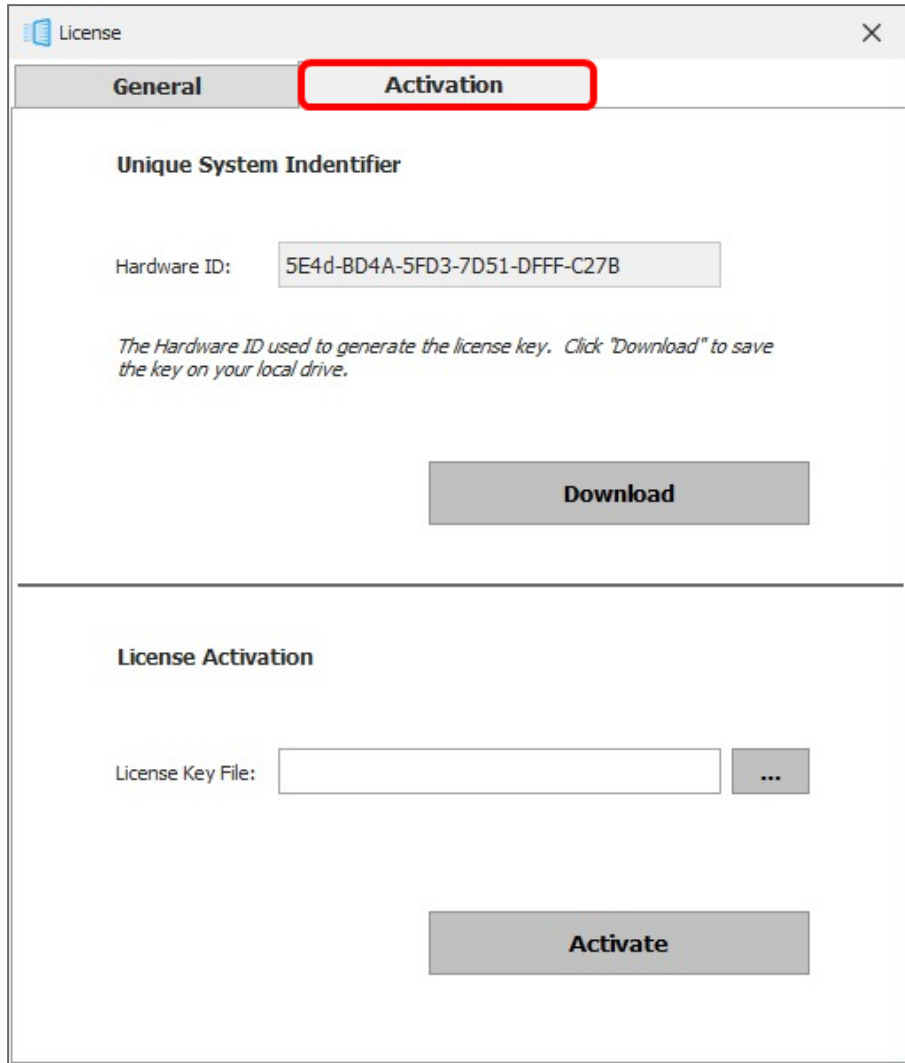 License
General
Activation
Unique System Indentifier
Hardware ID:
5E4d-BD4A-5FD3-7D51-DFFF-C27B
The Hardware ID used to generate the license key.  Click "Download" to save
the key on your local drive.
Download
License Activation
License Key File:
...
Activate